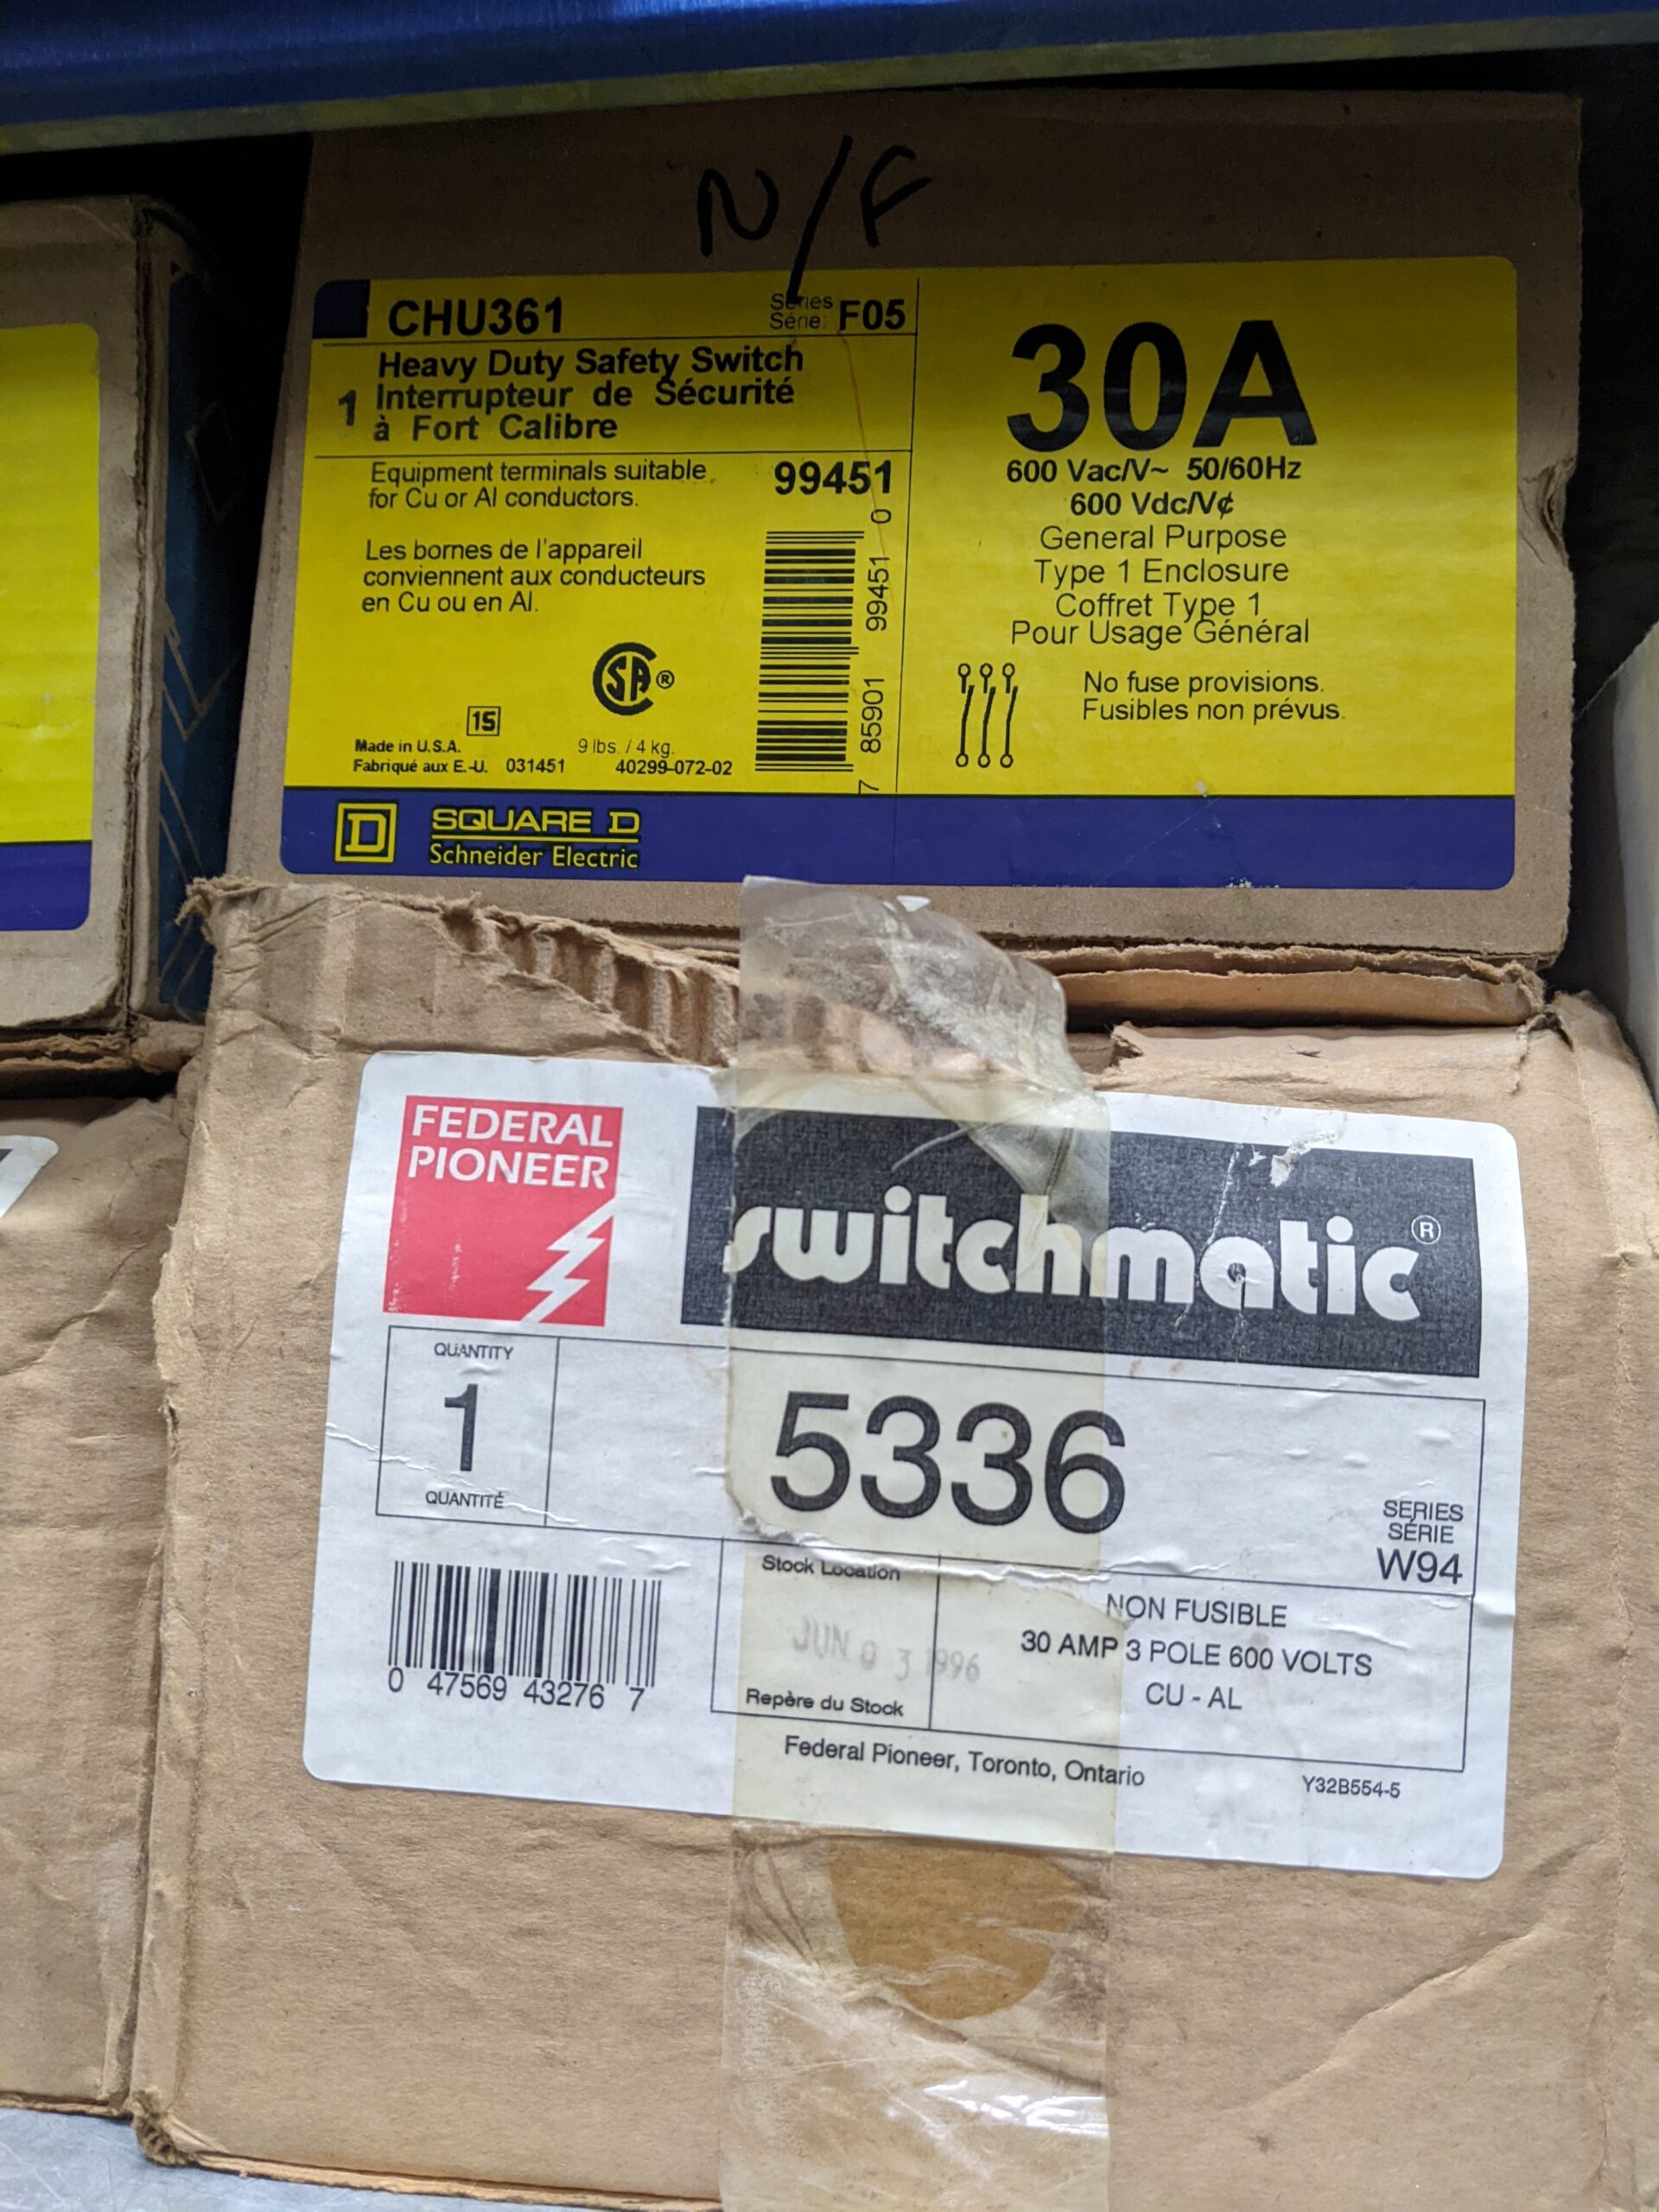 N/F
CHU361
Series
Série: F05
Heavy Duty Safety Switch
1 Interrupteur de Sécurité
à Fort Calibre
Equipment terminals suitable
for Cu or Al conductors.
99451
Les bornes de l'appareil
conviennent aux conducteurs
en Cu ou en Al.
7 85901 99451 0
SA ®
1S
Made in U.S.A.
9 lbs. / 4 kg.
Fabriqué aux E.-U. 031451 40299-072-02
30A
600 Vac/V~ 50/60Hz
600 Vdc/V¢
General Purpose
Type 1 Enclosure
Coffret Type 1
Pour Usage Général
No fuse provisions.
Fusibles non prévus.
D
SQUARE D
Schneider Electric
FEDERAL
PIONEER
switchmatic®
QUANTITY
1
QUANTITÉ
5336
SERIES
SÉRIE
W94
0 47569 43276 7
Stock Location
JUN 03 1996
Repère du Stock
NON FUSIBLE
30 AMP 3 POLE 600 VOLTS
CU - AL
Federal Pioneer, Toronto, Ontario
Y32B554-5